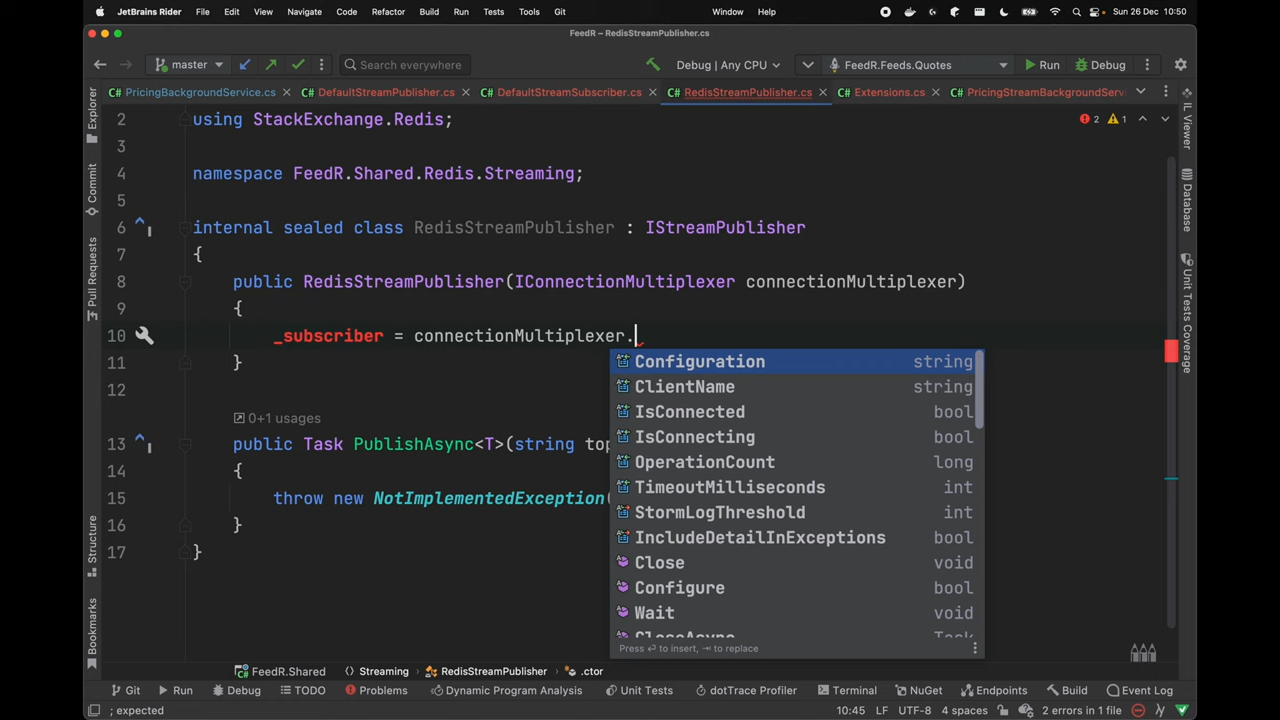 JetBrains Rider File Edit View Navigate Code Refactor Build Run Tests Tools Git Window Help Sun 26 Dec 10:50
FeedR – RedisStreamPublisher.cs
master Search everywhere Debug | Any CPU FeedR.Feeds.Quotes Run Debug
PricingBackgroundService.cs DefaultStreamPublisher.cs DefaultStreamSubscriber.cs RedisStreamPublisher.cs Extensions.cs PricingStreamBackgroundServ
Explorer
Commit
Pull Requests
Structure
Bookmarks
2 using StackExchange.Redis; 2 1
3
4 namespace FeedR.Shared.Redis.Streaming;
5
6 internal sealed class RedisStreamPublisher : IStreamPublisher
7 {
8 public RedisStreamPublisher(IConnectionMultiplexer connectionMultiplexer)
9 {
10 _subscriber = connectionMultiplexer.
11 }
12
0+1 usages
13 public Task PublishAsync<T>(string top
14 {
15 throw new NotImplementedException(
16 }
17 }
Configuration string
ClientName string
IsConnected bool
IsConnecting bool
OperationCount long
TimeoutMilliseconds int
StormLogThreshold int
IncludeDetailInExceptions bool
Close void
Configure bool
Wait void
CloseAsync Task
Press ↵ to insert, ⇥ to replace
IL Viewer
Database
Unit Tests Coverage
FeedR.Shared Streaming RedisStreamPublisher .ctor
Git Run Debug TODO Problems Dynamic Program Analysis Unit Tests dotTrace Profiler Terminal NuGet Endpoints Build Event Log
; expected 10:45 LF UTF-8 4 spaces 2 errors in 1 file